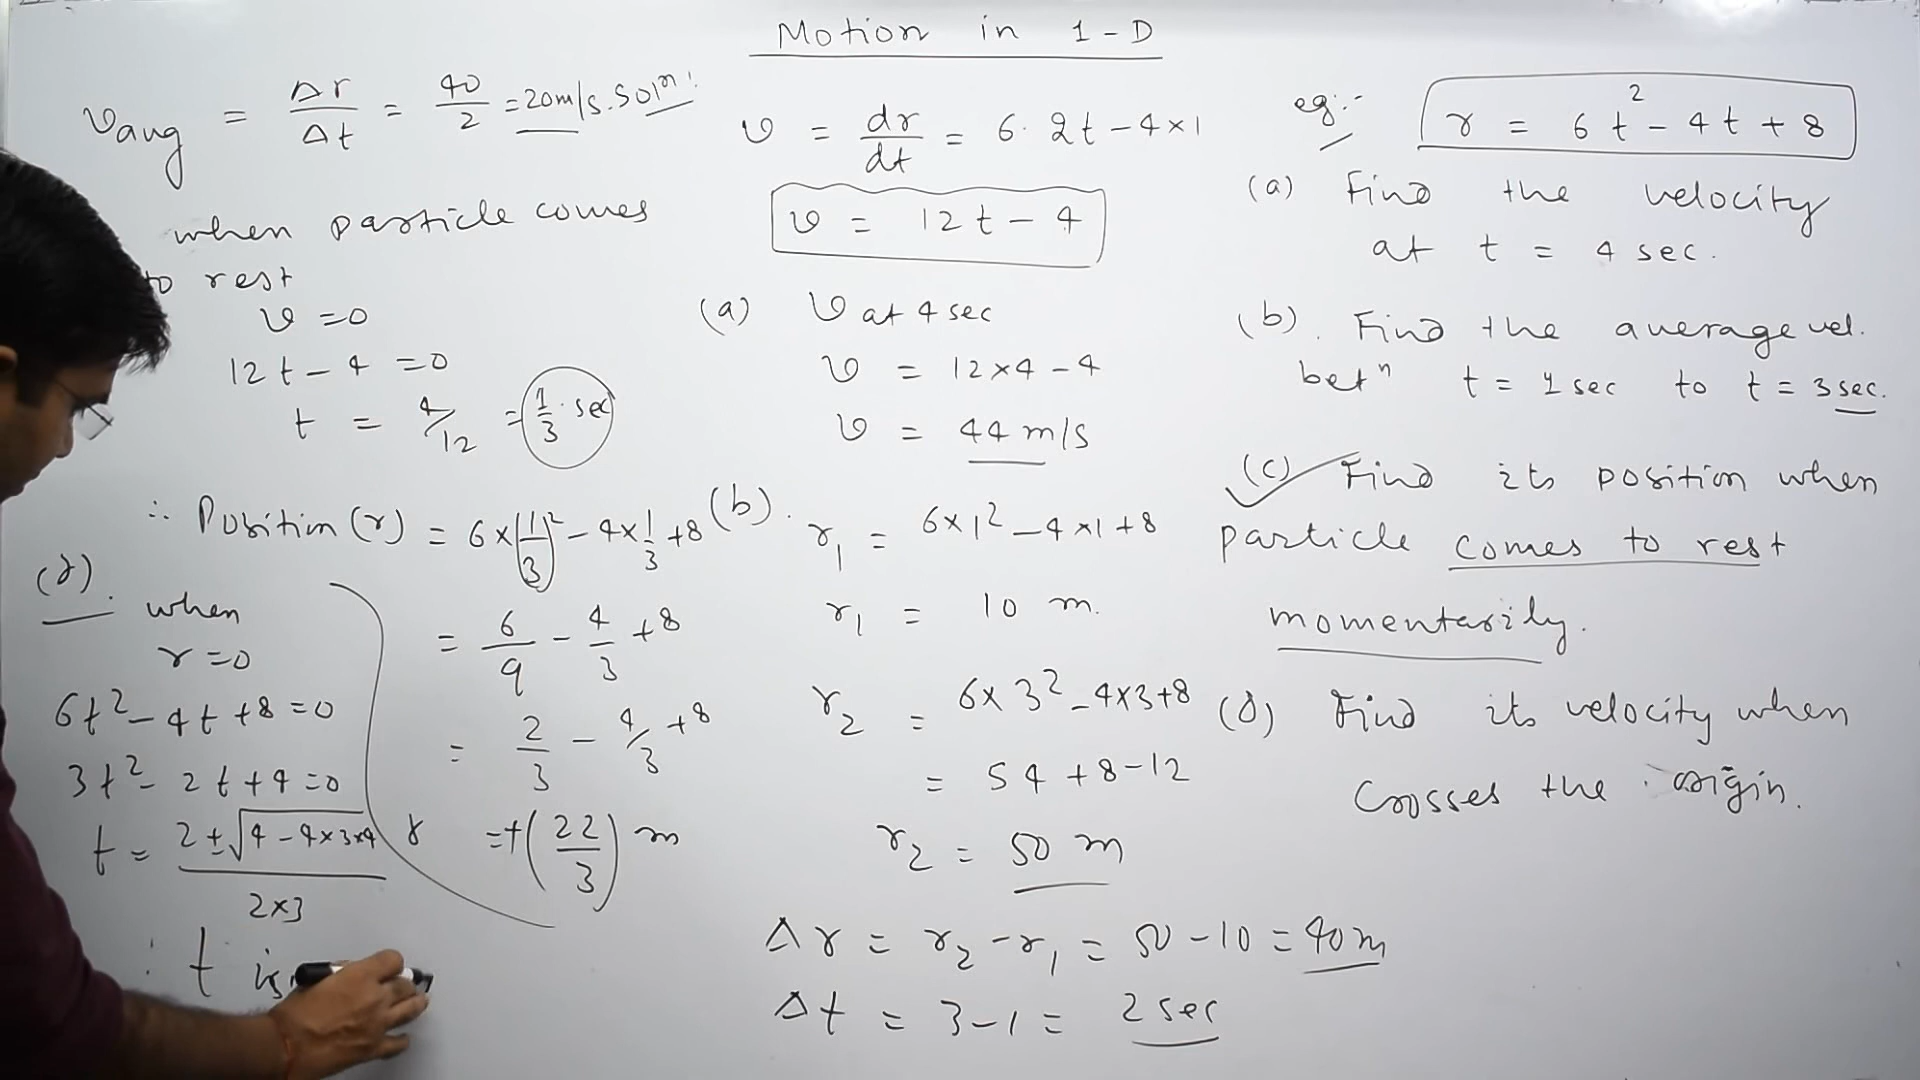 Motion in 1-D
eg:-
r = 6t² - 4t + 8
(a) Find the velocity
at t = 4 sec.
(b). Find the average vel.
betⁿ t = 1 sec to t = 3 sec.
(c) Find its position when
particle comes to rest
momentarily.
(d) Find its velocity when
crosses the origin.
v = dr/dt = 6·2t - 4×1
v = 12t - 4
(a) v at 4 sec
v = 12×4 - 4
v = 44 m/s
(b).
r₁ = 6×1² - 4×1 + 8
r₁ = 10 m.
r₂ = 6×3² - 4×3 + 8
= 54 + 8 - 12
r₂ = 50 m
Δr = r₂ - r₁ = 50 - 10 = 40 m
Δt = 3 - 1 = 2 sec
v avg = Δr/Δt = 40/2 = 20 m/s. Solⁿ.
when particle comes
to rest
v = 0
12t - 4 = 0
t = 4/12 = 1/3 sec
∴ Position (r) = 6×(1/3)² - 4×1/3 + 8
= 6/9 - 4/3 + 8
= 2/3 - 4/3 + 8
r = +(22/3) m
(d). when
r = 0
6t² - 4t + 8 = 0
3t² - 2t + 4 = 0
t = 2 ± √4 - 4×3×4 / 2×3
∴ t is